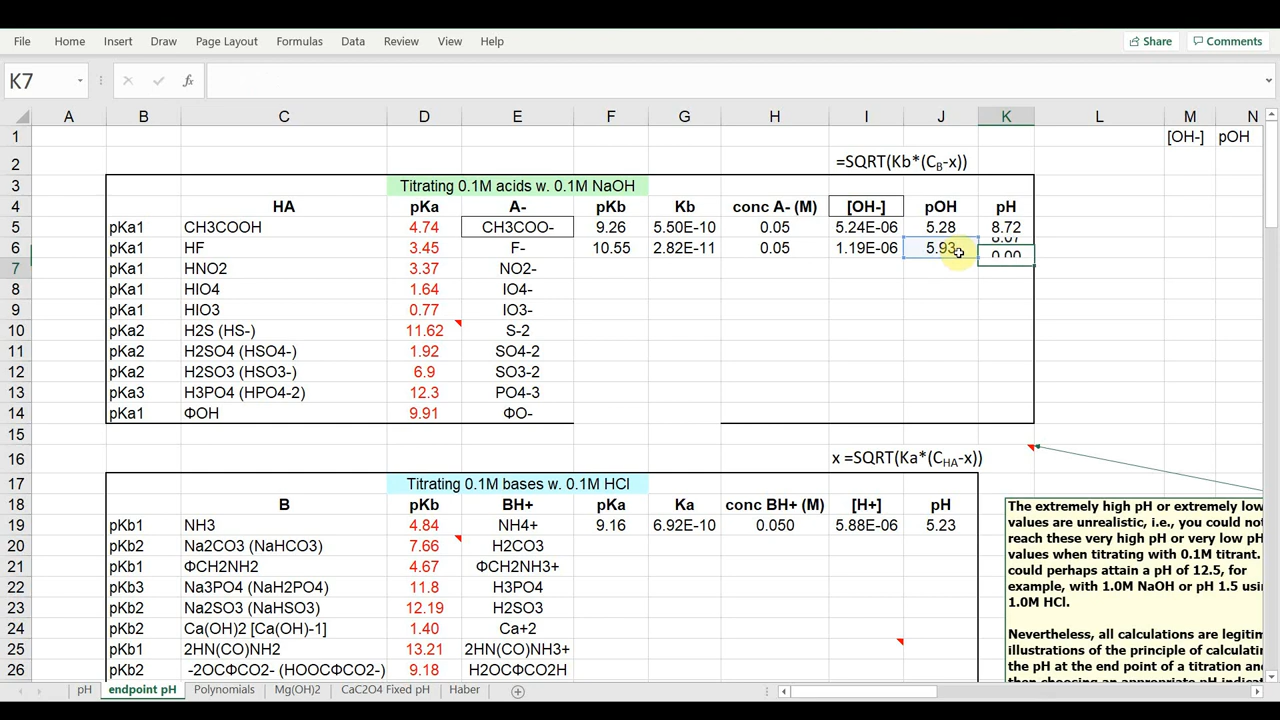 File Home Insert Draw Page Layout Formulas Data Review View Help Share Comments
K7 fx
A B C D E F G H I J K L M N
1 [OH-] pOH
2 =SQRT(Kb*(CB-x))
3 Titrating 0.1M acids w. 0.1M NaOH
4 HA pKa A- pKb Kb conc A- (M) [OH-] pOH pH
5 pKa1 CH3COOH 4.74 CH3COO- 9.26 5.50E-10 0.05 5.24E-06 5.28 8.72
6 pKa1 HF 3.45 F- 10.55 2.82E-11 0.05 1.19E-06 5.93
7 pKa1 HNO2 3.37 NO2- 0.00
8 pKa1 HIO4 1.64 IO4-
9 pKa1 HIO3 0.77 IO3-
10 pKa2 H2S (HS-) 11.62 S-2
11 pKa2 H2SO4 (HSO4-) 1.92 SO4-2
12 pKa2 H2SO3 (HSO3-) 6.9 SO3-2
13 pKa3 H3PO4 (HPO4-2) 12.3 PO4-3
14 pKa1 ΦOH 9.91 ΦO-
15
16 x =SQRT(Ka*(CHA-x))
17 Titrating 0.1M bases w. 0.1M HCl
18 B pKb BH+ pKa Ka conc BH+ (M) [H+] pH
19 pKb1 NH3 4.84 NH4+ 9.16 6.92E-10 0.050 5.88E-06 5.23
20 pKb2 Na2CO3 (NaHCO3) 7.66 H2CO3
21 pKb1 ΦCH2NH2 4.67 ΦCH2NH3+
22 pKb3 Na3PO4 (NaH2PO4) 11.8 H3PO4
23 pKb2 Na2SO3 (NaHSO3) 12.19 H2SO3
24 pKb2 Ca(OH)2 [Ca(OH)-1] 1.40 Ca+2
25 pKb1 2HN(CO)NH2 13.21 2HN(CO)NH3+
26 pKb2 -2OCΦCO2- (HOOCΦCO2-) 9.18 H2OCΦCO2H
The extremely high pH or extremely low
values are unrealistic, i.e., you could not
reach these very high pH or very low pH
values when titrating with 0.1M titrant.
could perhaps attain a pH of 12.5, for
example, with 1.0M NaOH or pH 1.5 usi
1.0M HCl.
Nevertheless, all calculations are legitim
illustrations of the principle of calculati
the pH at the end point of a titration and
then choosing an appropriate pH indicat
pH endpoint pH Polynomials Mg(OH)2 CaC2O4 Fixed pH Haber